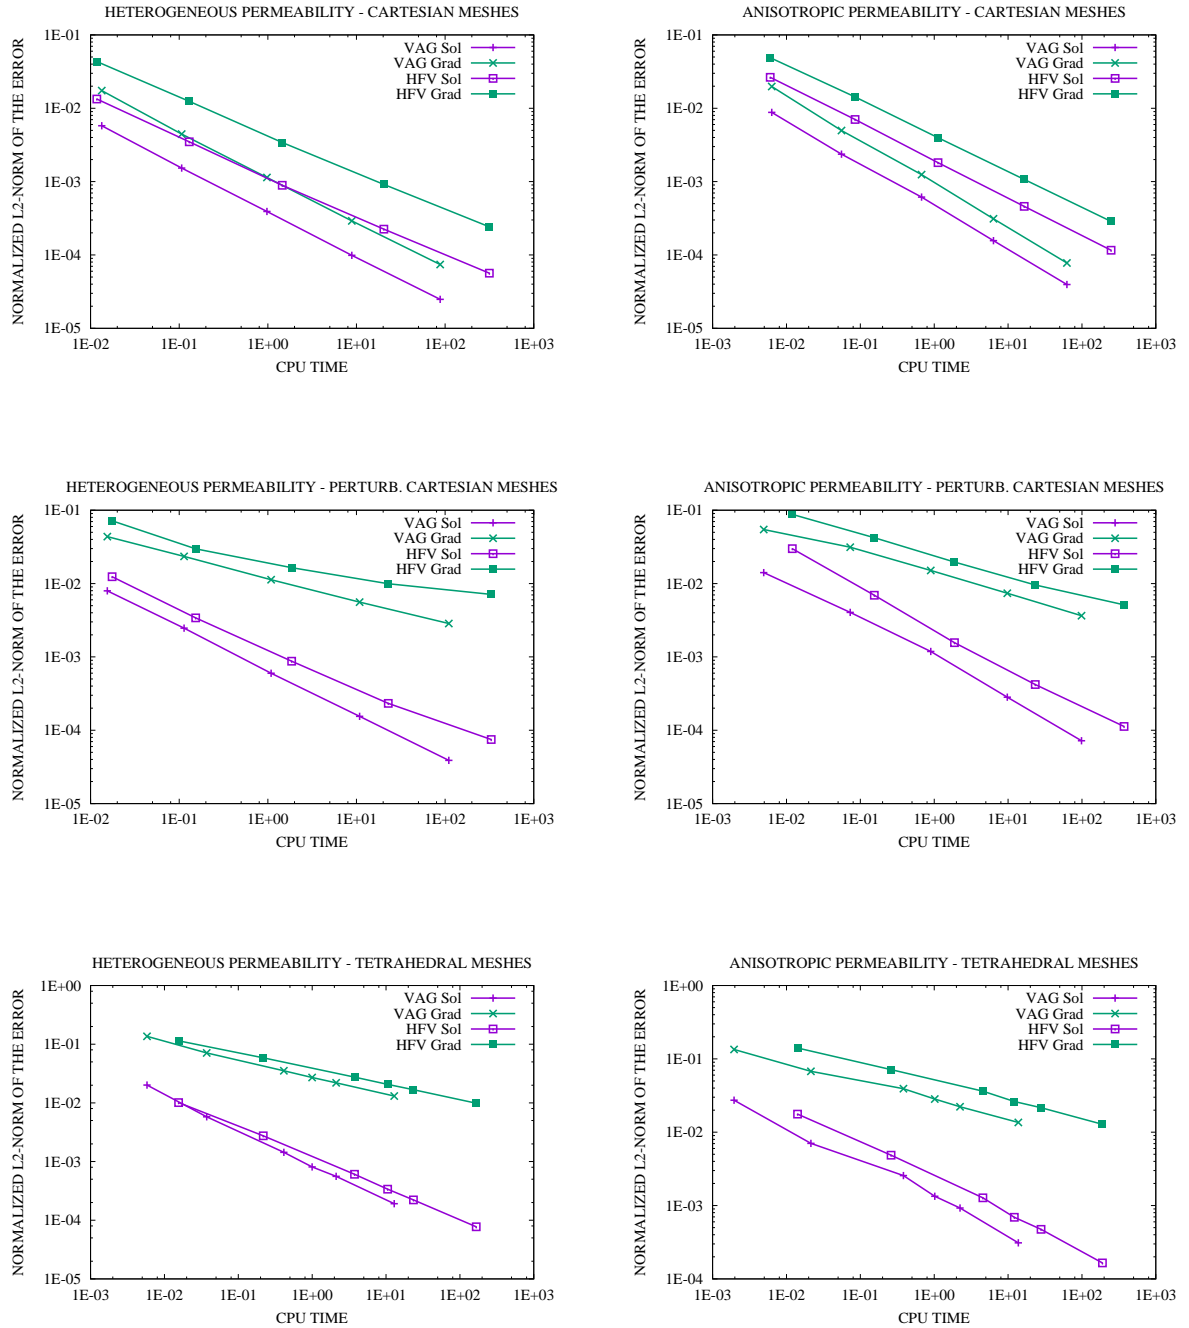 HETEROGENEOUS PERMEABILITY - CARTESIAN MESHES
NORMALIZED L2-NORM OF THE ERROR
1E-01
1E-02
1E-03
1E-04
1E-05
VAG Sol
VAG Grad
HFV Sol
HFV Grad
1E-02 1E-01 1E+00 1E+01 1E+02 1E+03
CPU TIME
ANISOTROPIC PERMEABILITY - CARTESIAN MESHES
NORMALIZED L2-NORM OF THE ERROR
1E-01
1E-02
1E-03
1E-04
1E-05
VAG Sol
VAG Grad
HFV Sol
HFV Grad
1E-03 1E-02 1E-01 1E+00 1E+01 1E+02 1E+03
CPU TIME
HETEROGENEOUS PERMEABILITY - PERTURB. CARTESIAN MESHES
NORMALIZED L2-NORM OF THE ERROR
1E-01
1E-02
1E-03
1E-04
1E-05
VAG Sol
VAG Grad
HFV Sol
HFV Grad
1E-02 1E-01 1E+00 1E+01 1E+02 1E+03
CPU TIME
ANISOTROPIC PERMEABILITY - PERTURB. CARTESIAN MESHES
NORMALIZED L2-NORM OF THE ERROR
1E-01
1E-02
1E-03
1E-04
1E-05
VAG Sol
VAG Grad
HFV Sol
HFV Grad
1E-03 1E-02 1E-01 1E+00 1E+01 1E+02 1E+03
CPU TIME
HETEROGENEOUS PERMEABILITY - TETRAHEDRAL MESHES
NORMALIZED L2-NORM OF THE ERROR
1E+00
1E-01
1E-02
1E-03
1E-04
1E-05
VAG Sol
VAG Grad
HFV Sol
HFV Grad
1E-03 1E-02 1E-01 1E+00 1E+01 1E+02 1E+03
CPU TIME
ANISOTROPIC PERMEABILITY - TETRAHEDRAL MESHES
NORMALIZED L2-NORM OF THE ERROR
1E+00
1E-01
1E-02
1E-03
1E-04
VAG Sol
VAG Grad
HFV Sol
HFV Grad
1E-03 1E-02 1E-01 1E+00 1E+01 1E+02 1E+03
CPU TIME